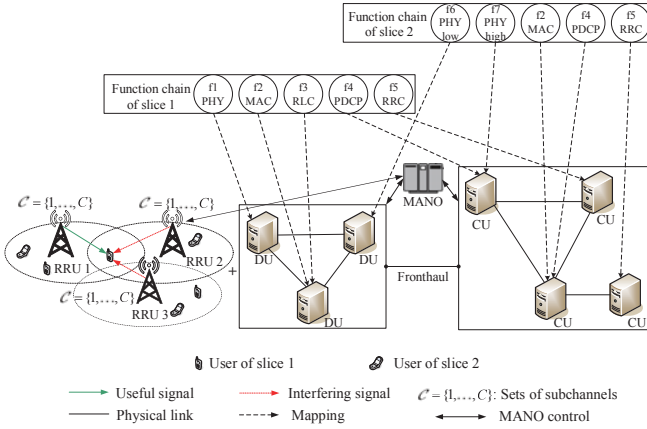 Function chain
of slice 2
f6
PHY
low
f7
PHY
high
f2
MAC
f4
PDCP
f5
RRC
Function chain
of slice 1
f1
PHY
f2
MAC
f3
RLC
f4
PDCP
f5
RRC
MANO
𝒞 = {1,…,C}
𝒞 = {1,…,C}
RRU 1
RRU 2
𝒞 = {1,…,C}
RRU 3
+
DU
DU
DU
Fronthaul
CU
CU
CU
CU
User of slice 1
User of slice 2
Useful signal
Interfering signal
𝒞 = {1,…,C}: Sets of subchannels
Physical link
Mapping
MANO control